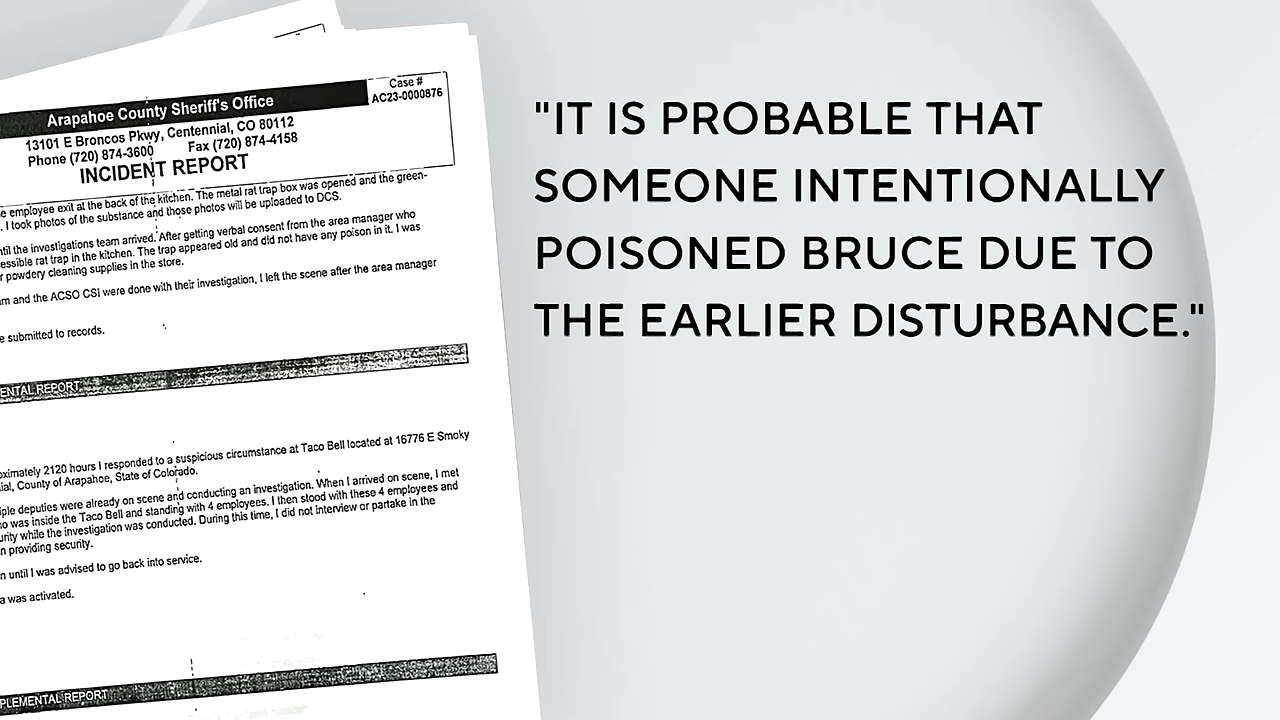 Arapahoe County Sheriff's Office
Case #
AC23-0000876
13101 E Broncos Pkwy, Centennial, CO 80112
Phone (720) 874-3600 Fax (720) 874-4158
INCIDENT REPORT
employee exit at the back of the kitchen. The metal rat trap box was opened and the green-
. I took photos of the substance and those photos will be uploaded to DCS.
ntil the investigations team arrived. After getting verbal consent from the area manager who
essible rat trap in the kitchen. The trap appeared old and did not have any poison in it. I was
r powdery cleaning supplies in the store.
am and the ACSO CSI were done with their investigation, I left the scene after the area manager
e submitted to records.
ENTAL REPORT
oximately 2120 hours I responded to a suspicious circumstance at Taco Bell located at 16776 E Smoky
ial, County of Arapahoe, State of Colorado.
iple deputies were already on scene and conducting an investigation. When I arrived on scene, I met
ho was inside the Taco Bell and standing with 4 employees. I then stood with these 4 employees and
urity while the investigation was conducted. During this time, I did not interview or partake in the
n providing security.
n until I was advised to go back into service.
a was activated.
PLEMENTAL REPORT
"IT IS PROBABLE THAT
SOMEONE INTENTIONALLY
POISONED BRUCE DUE TO
THE EARLIER DISTURBANCE."